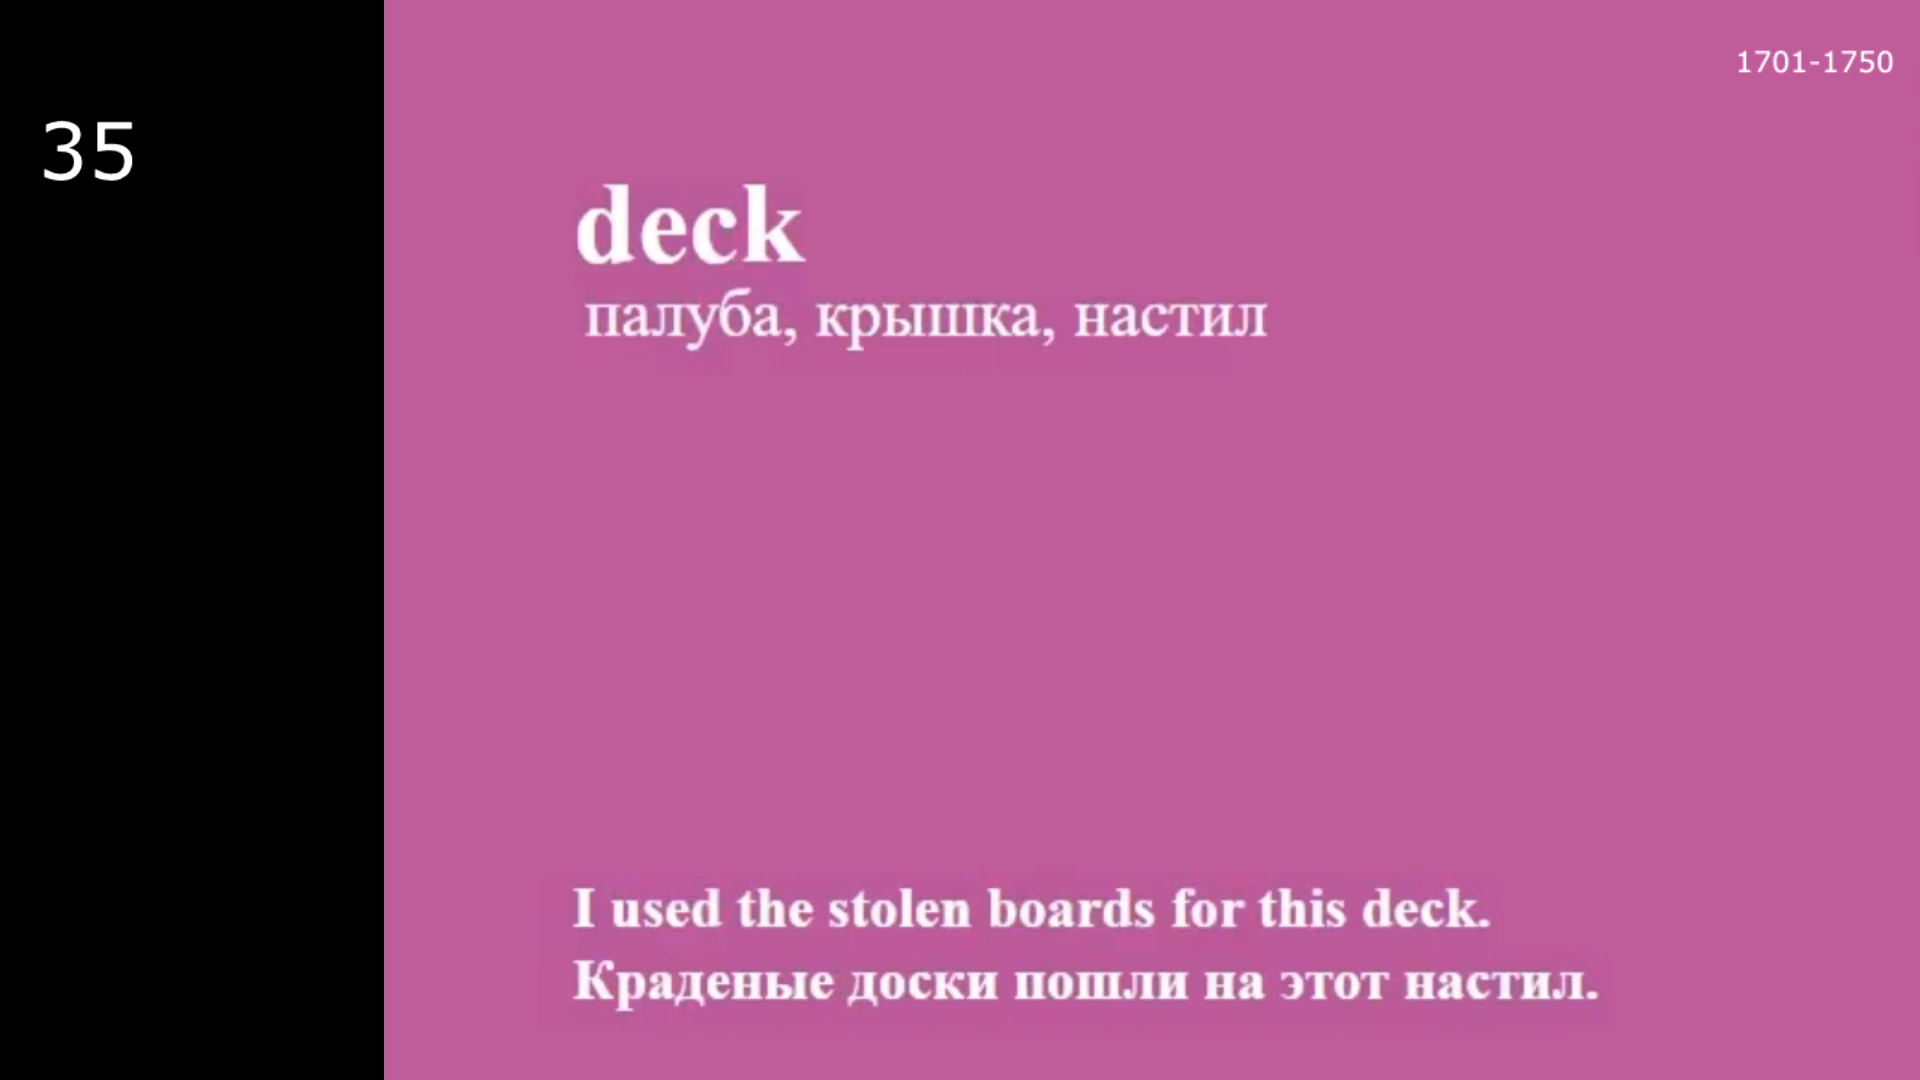 1701-1750
35
deck
палуба, крышка, настил
I used the stolen boards for this deck.
Краденые доски пошли на этот настил.